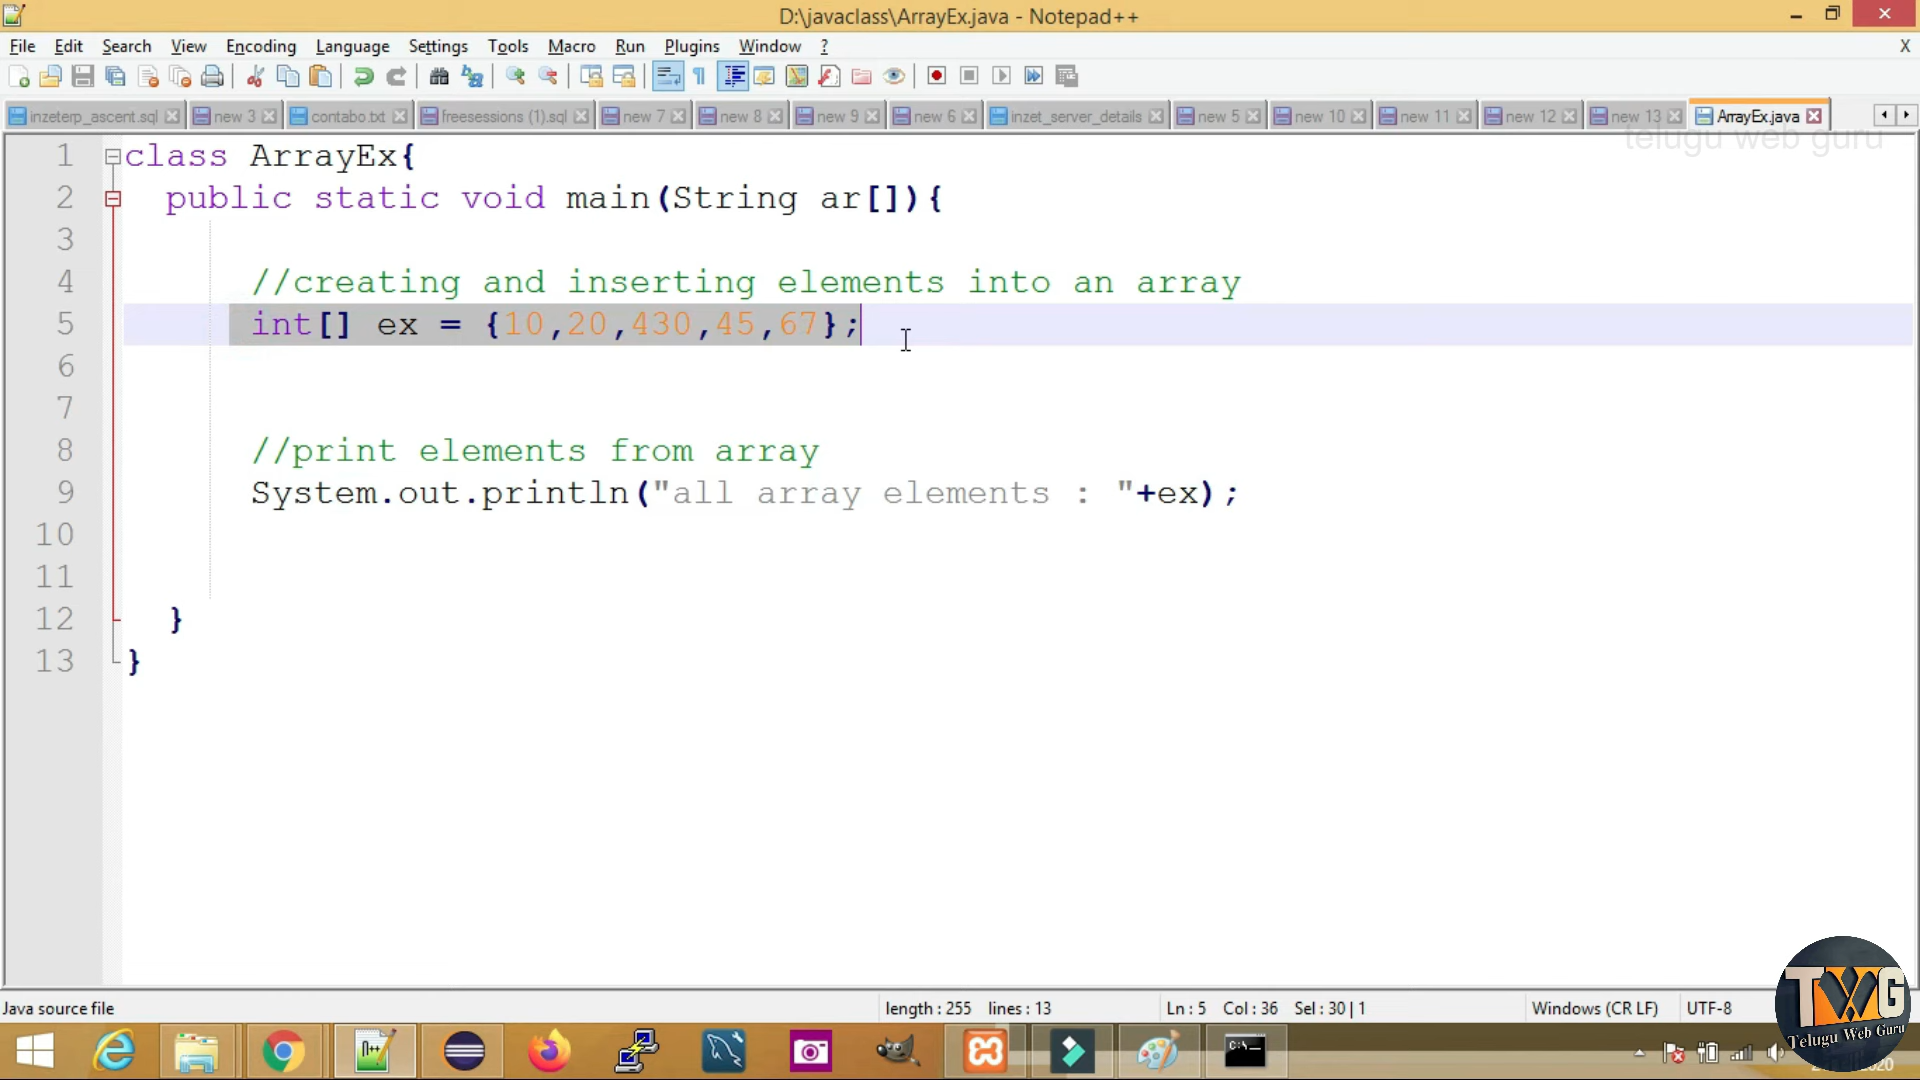 D:\javaclass\ArrayEx.java - Notepad++
File Edit Search View Encoding Language Settings Tools Macro Run Plugins Window ? X
inzeterp_ascent.sql new 3 contabo.txt freesessions (1).sql new 7 new 8 new 9 new 6 inzet_server_details new 5 new 10 new 11 new 12 new 13 ArrayEx.java
telugu web guru
1 class ArrayEx{
2 public static void main(String ar[]){
3
4 //creating and inserting elements into an array
5 int[] ex = {10,20,430,45,67};
6
7
8 //print elements from array
9 System.out.println("all array elements : "+ex);
10
11
12 }
13 }
Java source file length : 255 lines : 13 Ln : 5 Col : 36 Sel : 30 | 1 Windows (CR LF) UTF-8
TWG
Telugu Web Guru